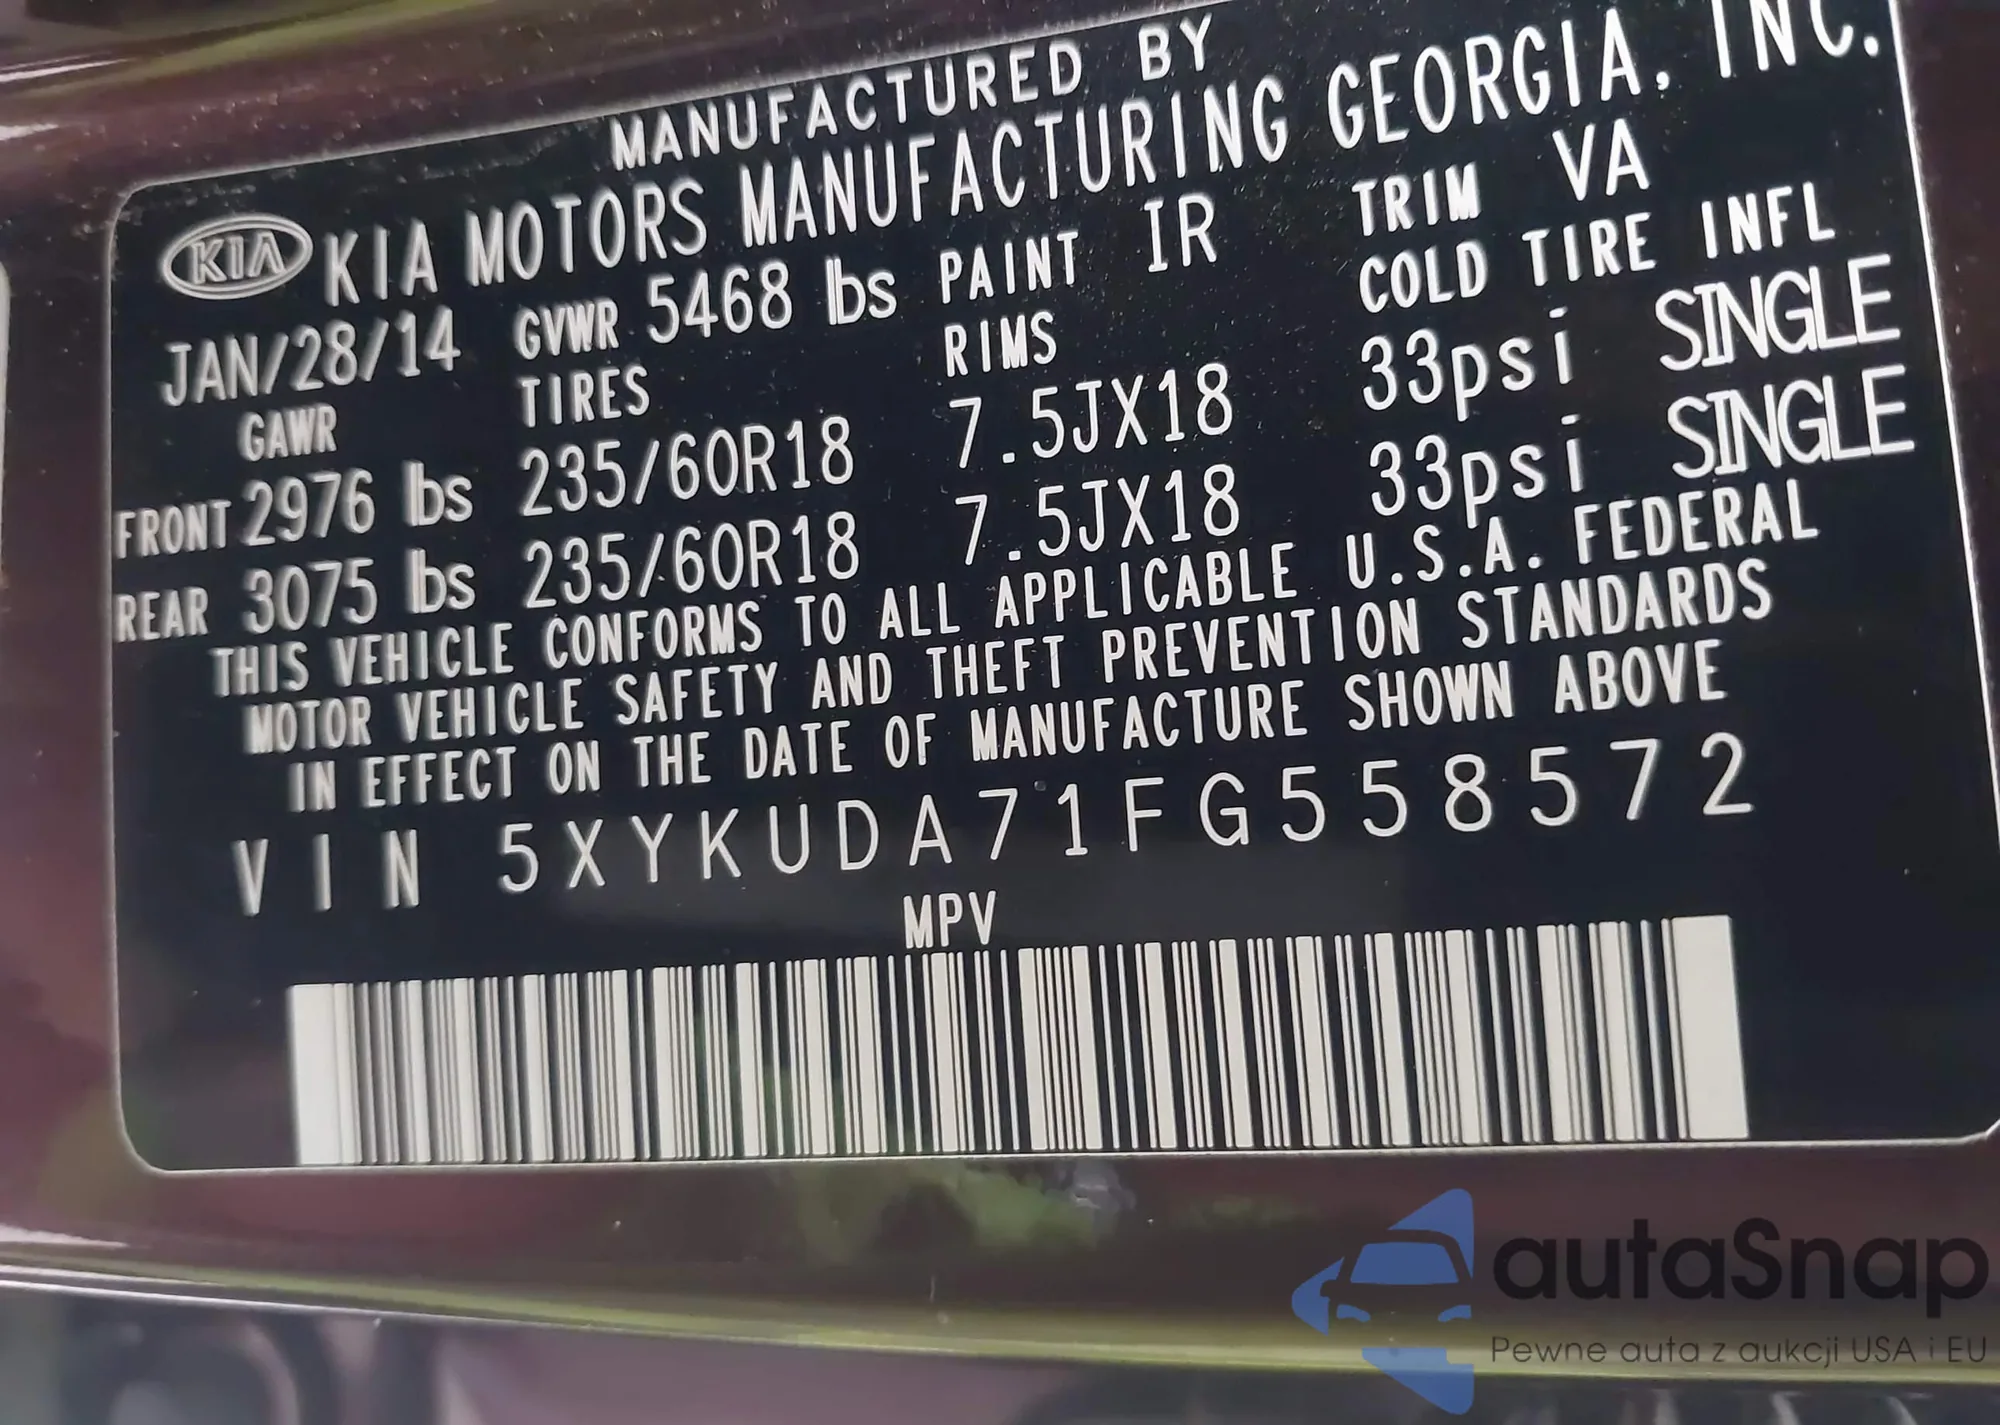 MANUFACTURED BY
KIA KIA MOTORS MANUFACTURING GEORGIA, INC.
JAN/28/14 GVWR 5468 lbs PAINT IR TRIM VA
GAWR TIRES RIMS COLD TIRE INFL
FRONT 2976 lbs 235/60R18 7.5JX18 33psi SINGLE
REAR 3075 lbs 235/60R18 7.5JX18 33psi SINGLE
THIS VEHICLE CONFORMS TO ALL APPLICABLE U.S.A. FEDERAL
MOTOR VEHICLE SAFETY AND THEFT PREVENTION STANDARDS
IN EFFECT ON THE DATE OF MANUFACTURE SHOWN ABOVE
VIN 5XYKUDA71FG558572
MPV
autaSnap
Pewne auta z aukcji USA i EU